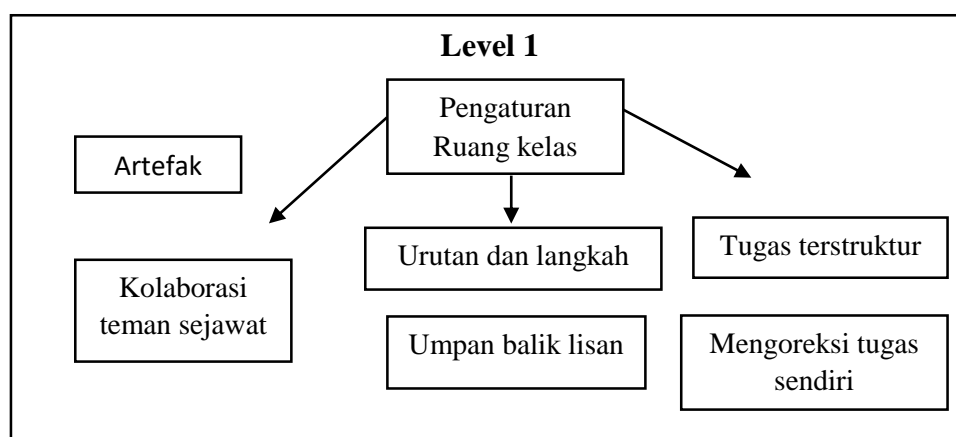 Level 1
Pengaturan
Ruang kelas
Artefak
Urutan dan langkah
Tugas terstruktur
Kolaborasi
teman sejawat
Umpan balik lisan
Mengoreksi tugas
sendiri